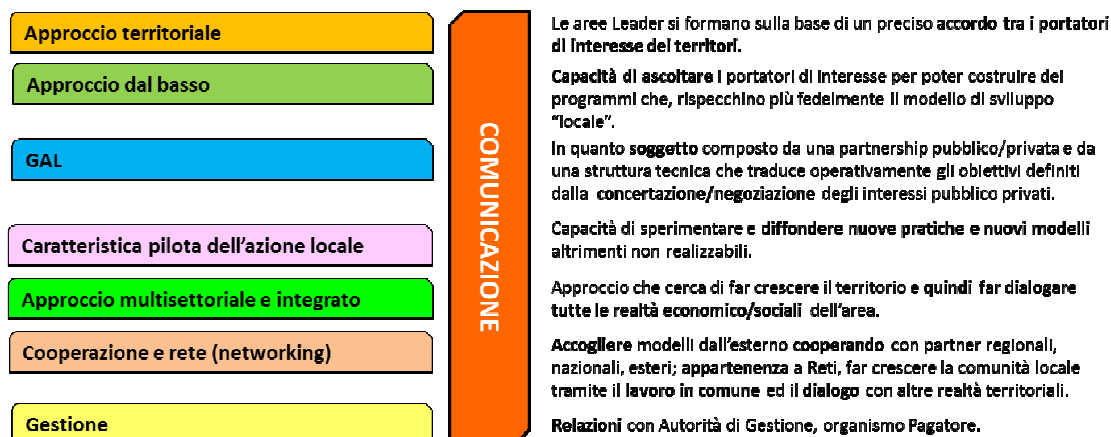 Approccio territoriale
Le aree Leader si formano sulla base di un preciso accordo tra i portatori
di interesse dei territori.
Approccio dal basso
Capacità di ascoltare i portatori di interesse per poter costruire dei
programmi che, rispecchino più fedelmente il modello di sviluppo
“locale”.
GAL
In quanto soggetto composto da una partnership pubblico/privata e da
una struttura tecnica che traduce operativamente gli obiettivi definiti
dalla concertazione/negoziazione degli interessi pubblico privati.
COMUNICAZIONE
Caratteristica pilota dell’azione locale
Capacità di sperimentare e diffondere nuove pratiche e nuovi modelli
altrimenti non realizzabili.
Approccio multisettoriale e integrato
Approccio che cerca di far crescere il territorio e quindi far dialogare
tutte le realtà economico/sociali dell’area.
Cooperazione e rete (networking)
Accogliere modelli dall’esterno cooperando con partner regionali,
nazionali, esteri; appartenenza a Reti, far crescere la comunità locale
tramite il lavoro in comune ed il dialogo con altre realtà territoriali.
Gestione
Relazioni con Autorità di Gestione, organismo Pagatore.